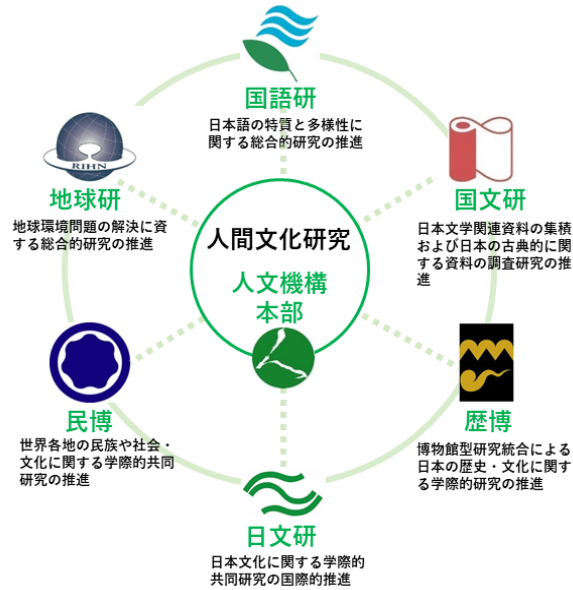 国語研
日本語の特質と多様性に
関する総合的研究の推進
RIHN
地球研
地球環境問題の解決に資
する総合的研究の推進
国文研
日本文学関連資料の集積
および日本の古典的に関
する資料の調査研究の推
進
人間文化研究
人文機構
本部
民博
世界各地の民族や社会・
文化に関する学際的共同
研究の推進
歴博
博物館型研究統合による
日本の歴史・文化に関す
る学際的研究の推進
日文研
日本文化に関する学際的
共同研究の国際的推進